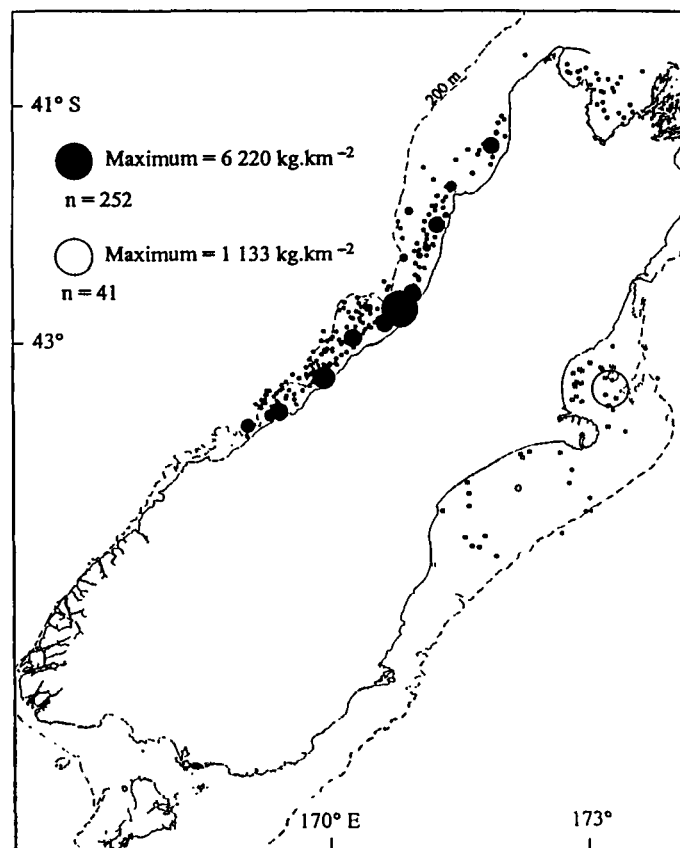 200 m
41° S
Maximum = 6 220 kg.km⁻²
n = 252
Maximum = 1 133 kg.km⁻²
n = 41
43°
170° E
173°